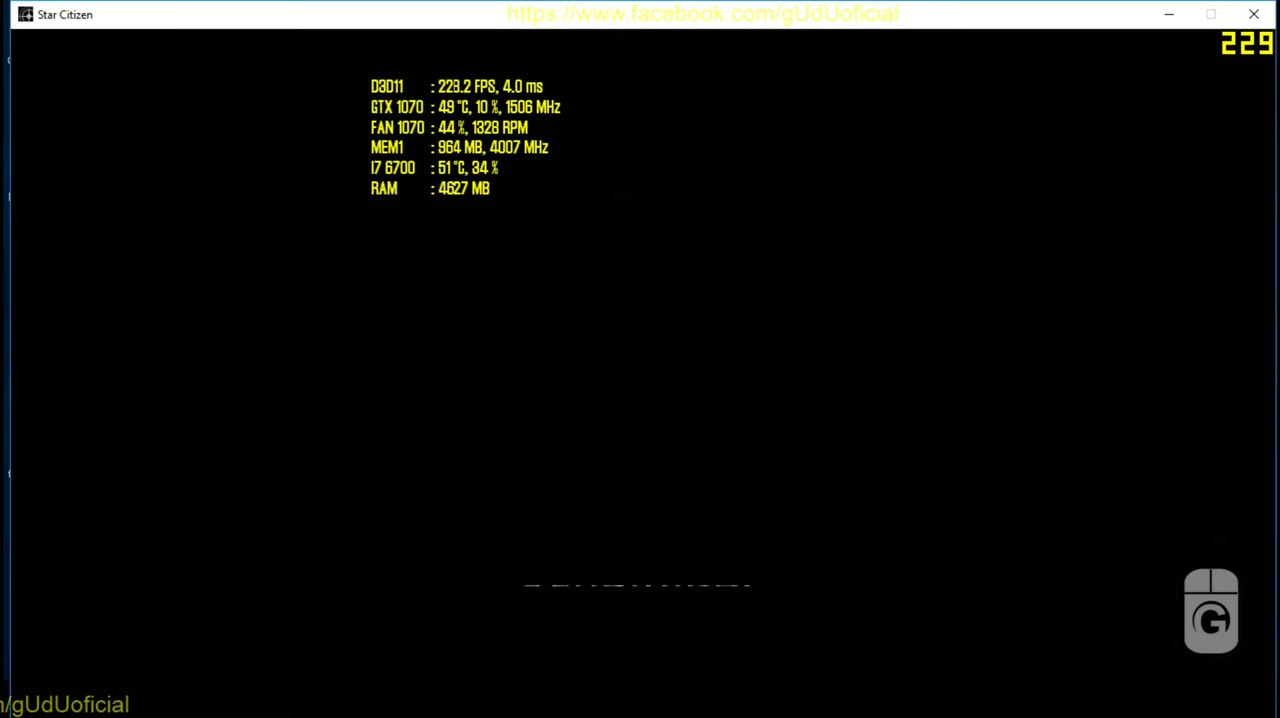 Star Citizen
https://www.facebook.com/gUdUoficial
229
D3D11 : 228.2 FPS, 4.0 ms
GTX 1070 : 49 °C, 10 %, 1506 MHz
FAN 1070 : 44 %, 1328 RPM
MEM1 : 964 MB, 4007 MHz
I7 6700 : 51 °C, 34 %
RAM : 4627 MB
G
/gUdUoficial